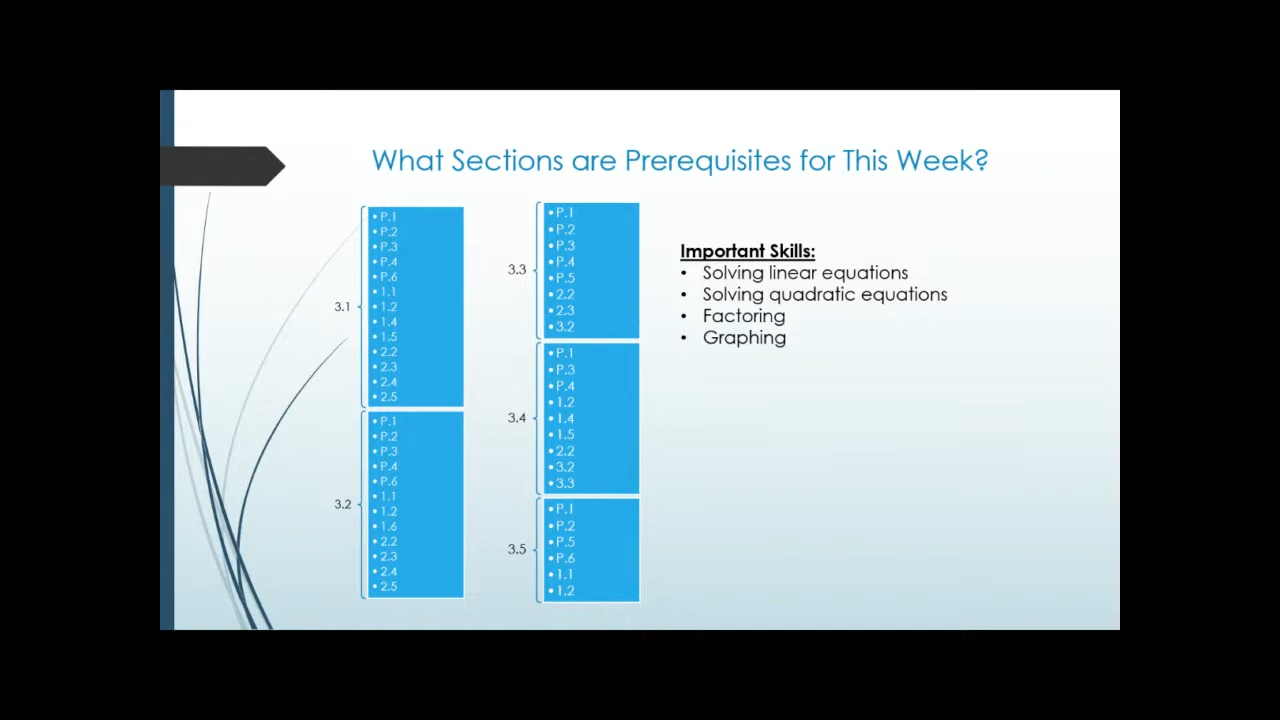 What Sections are Prerequisites for This Week?
3.1
• P.1
• P.2
• P.3
• P.4
• P.6
• 1.1
• 1.2
• 1.4
• 1.5
• 2.2
• 2.3
• 2.4
• 2.5
3.2
• P.1
• P.2
• P.3
• P.4
• P.6
• 1.1
• 1.2
• 1.6
• 2.2
• 2.3
• 2.4
• 2.5
3.3
• P.1
• P.2
• P.3
• P.4
• P.5
• 2.2
• 2.3
• 3.2
3.4
• P.1
• P.3
• P.4
• 1.2
• 1.4
• 1.5
• 2.2
• 3.2
• 3.3
3.5
• P.1
• P.2
• P.5
• P.6
• 1.1
• 1.2
Important Skills:
• Solving linear equations
• Solving quadratic equations
• Factoring
• Graphing